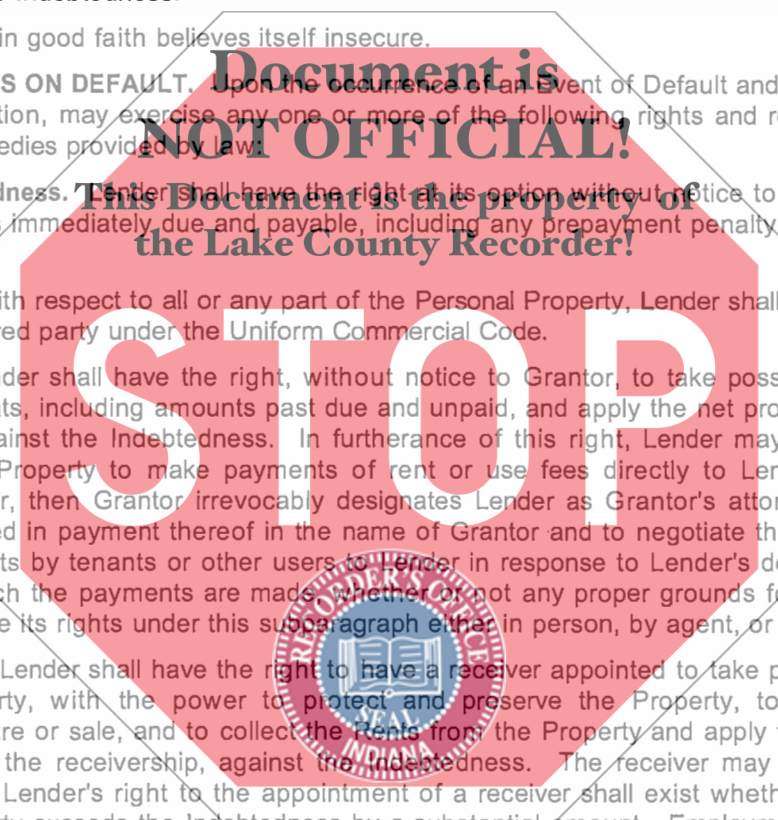 Indebtedness.
in good faith believes itself insecure.
S ON DEFAULT. Upon the occurrence of an Event of Default and
tion, may exercise any one or more of the following rights and r
edies provided by law:
dness. Lender shall have the right at its option without notice to
s immediately due and payable, including any prepayment penalty
ith respect to all or any part of the Personal Property, Lender shall
red party under the Uniform Commercial Code.
der shall have the right, without notice to Grantor, to take poss
ts, including amounts past due and unpaid, and apply the net pro
ainst the Indebtedness. In furtherance of this right, Lender may
Property to make payments of rent or use fees directly to Len
r, then Grantor irrevocably designates Lender as Grantor's attor
d in payment thereof in the name of Grantor and to negotiate th
ts by tenants or other users to Lender in response to Lender's d
ch the payments are made, whether or not any proper grounds f
e its rights under this subparagraph either in person, by agent, or
Lender shall have the right to have a receiver appointed to take p
rty, with the power to protect and preserve the Property, to
re or sale, and to collect the Rents from the Property and apply
the receivership, against the Indebtedness. The receiver may
Lender's right to the appointment of a receiver shall exist wheth
rty exceeds the Indebtedness by a substantial amount. Employm
Document is
NOT OFFICIAL!
This Document is the property of
the Lake County Recorder!
STOP
RECORDER'S OFFICE
SEAL
INDIANA